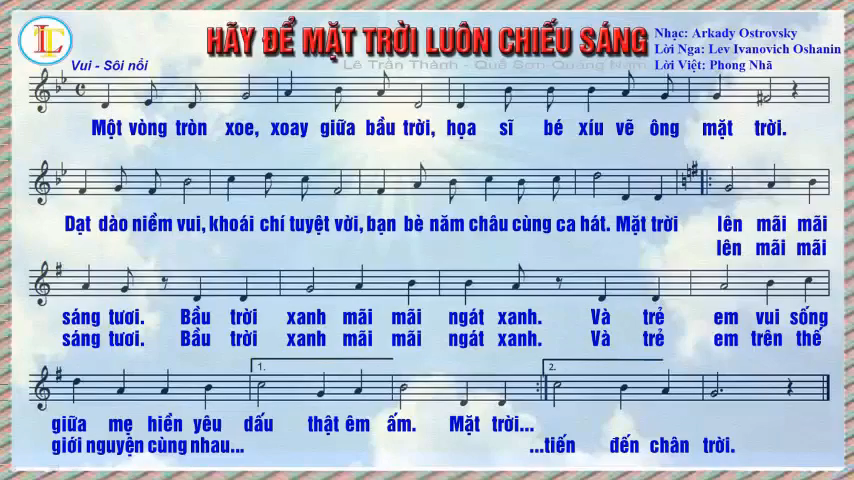 LTC
HÃY ĐỂ MẶT TRỜI LUÔN CHIẾU SÁNG
Nhạc: Arkady Ostrovsky
Lời Nga: Lev Ivanovich Oshanin
Lời Việt: Phong Nhã
Vui - Sôi nổi
Lê Trần Thành - Quế Sơn-Quảng Nam
Một vòng tròn xoe, xoay giữa bầu trời, họa sĩ bé xíu vẽ ông mặt trời.
Dạt dào niềm vui, khoái chí tuyệt vời, bạn bè năm châu cùng ca hát. Mặt trời lên mãi mãi
lên mãi mãi
sáng tươi. Bầu trời xanh mãi mãi ngát xanh. Và trẻ em vui sống
sáng tươi. Bầu trời xanh mãi mãi ngát xanh. Và trẻ em trên thế
1.
2.
giữa mẹ hiền yêu dấu thật êm ấm. Mặt trời...
giới nguyện cùng nhau... ...tiến đến chân trời.